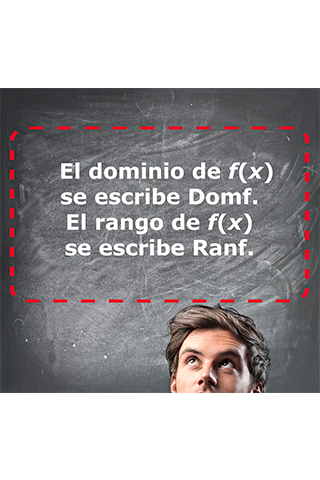 El dominio de f(x)
se escribe Domf.
El rango de f(x)
se escribe Ranf.